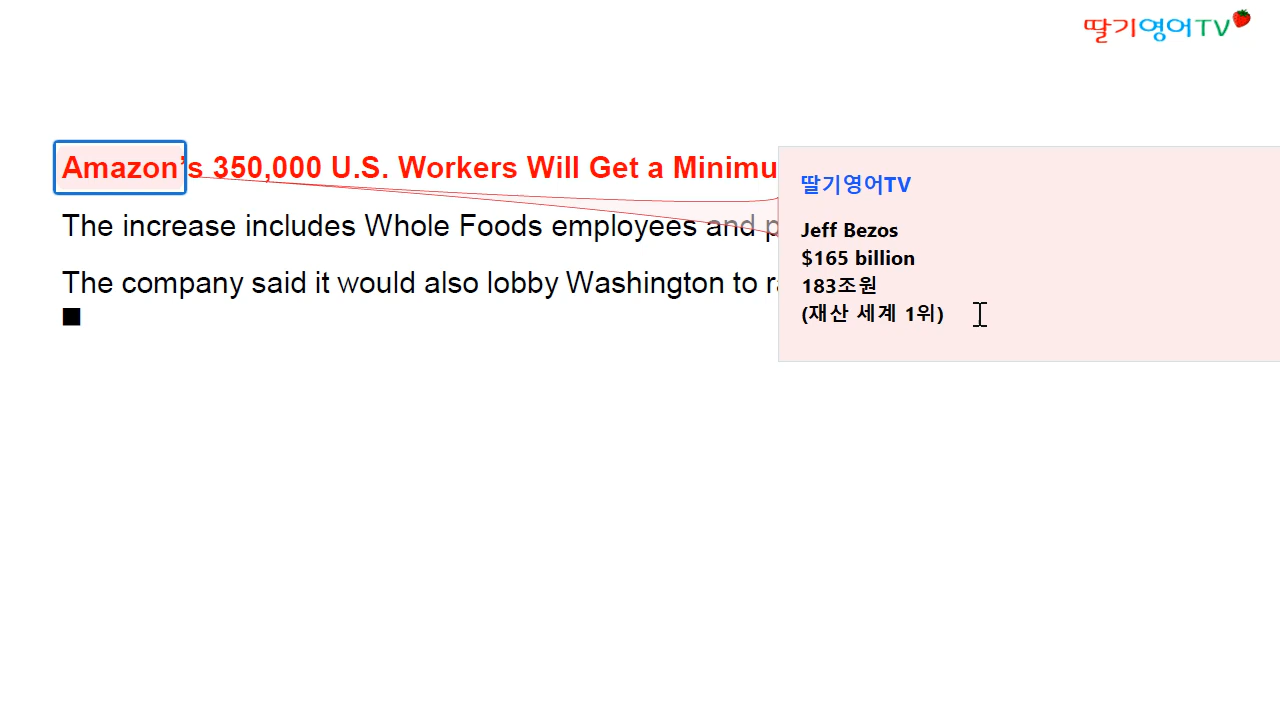 딸기영어TV
Amazon's 350,000 U.S. Workers Will Get a
The increase includes Whole Foods employees and
The company said it would also lobby Washington to
딸기영어TV
Jeff Bezos
$165 billion
183조원
(재산 세계 1위)